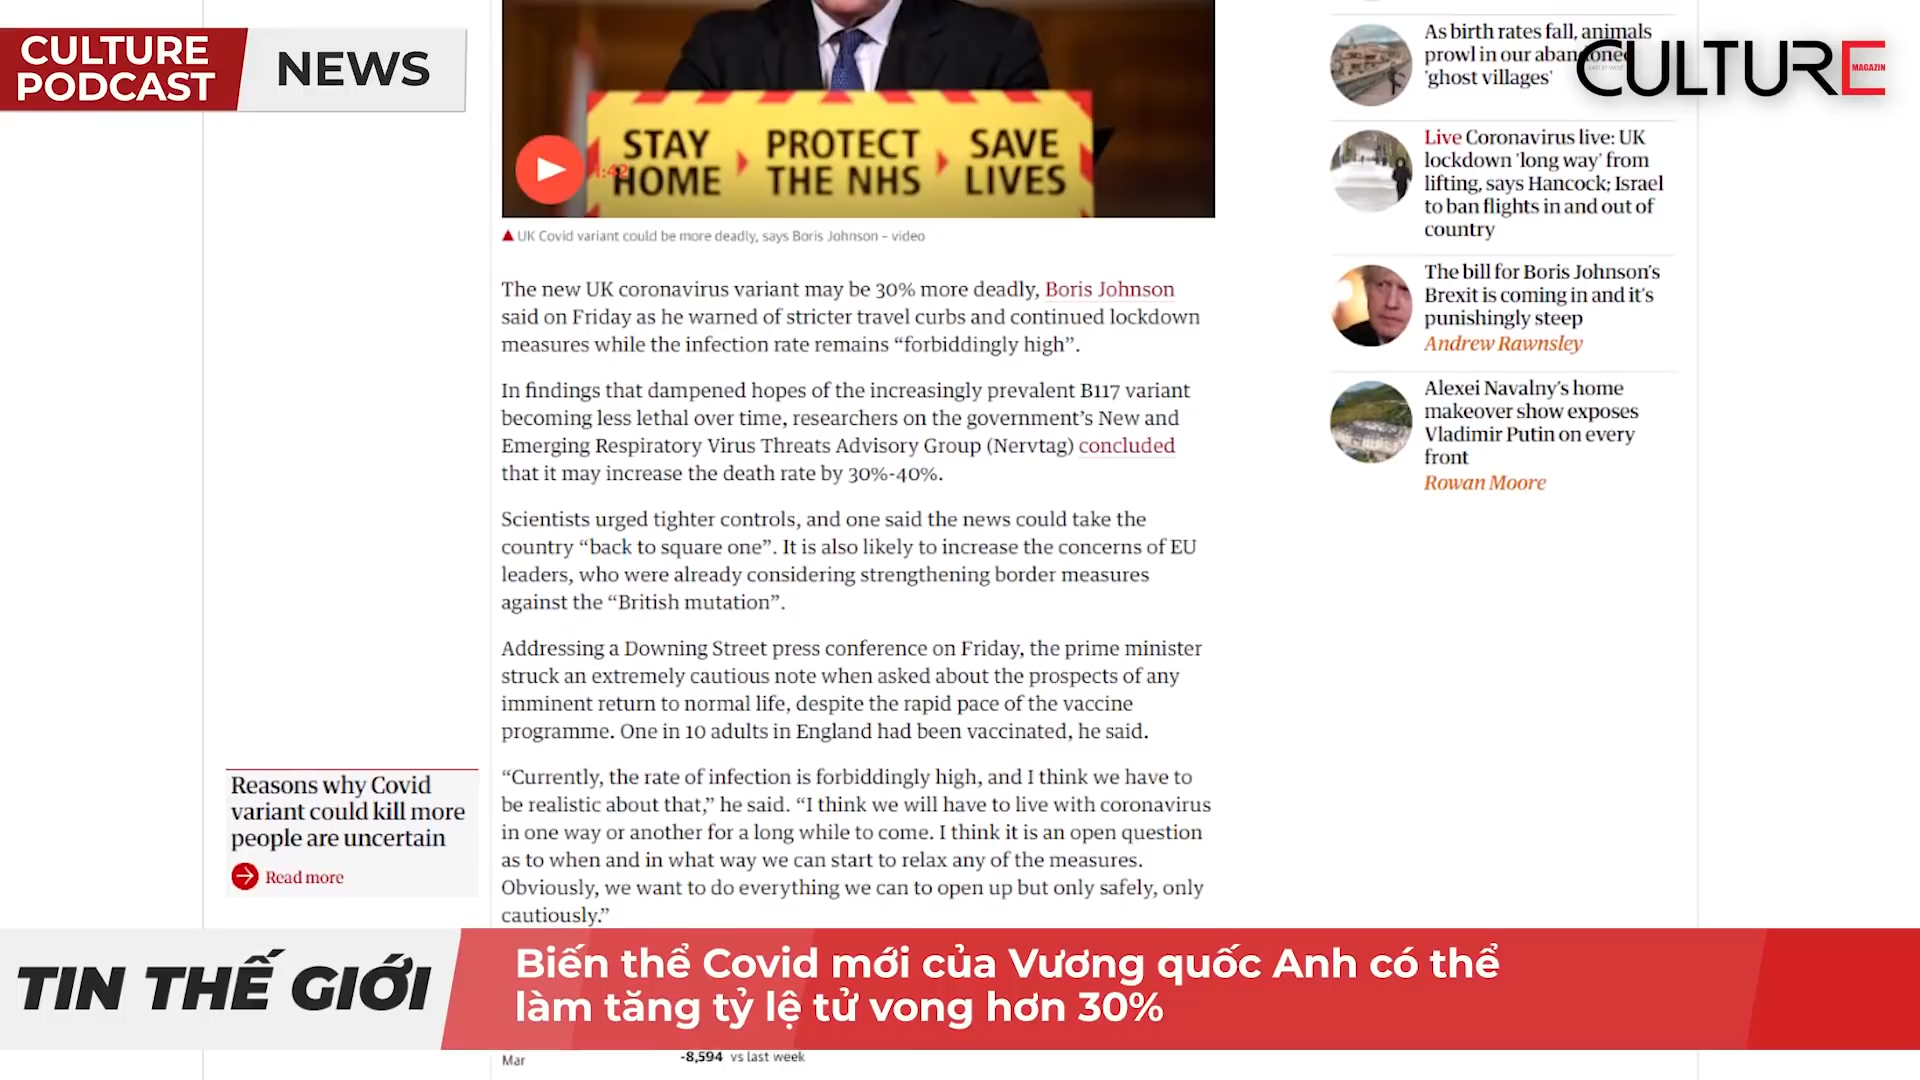 CULTURE
PODCAST
NEWS
STAY
HOME
PROTECT
THE NHS
SAVE
LIVES
1:42
UK Covid variant could be more deadly, says Boris Johnson – video
The new UK coronavirus variant may be 30% more deadly, Boris Johnson
said on Friday as he warned of stricter travel curbs and continued lockdown
measures while the infection rate remains “forbiddingly high”.
In findings that dampened hopes of the increasingly prevalent B117 variant
becoming less lethal over time, researchers on the government’s New and
Emerging Respiratory Virus Threats Advisory Group (Nervtag) concluded
that it may increase the death rate by 30%-40%.
Scientists urged tighter controls, and one said the news could take the
country “back to square one”. It is also likely to increase the concerns of EU
leaders, who were already considering strengthening border measures
against the “British mutation”.
Addressing a Downing Street press conference on Friday, the prime minister
struck an extremely cautious note when asked about the prospects of any
imminent return to normal life, despite the rapid pace of the vaccine
programme. One in 10 adults in England had been vaccinated, he said.
“Currently, the rate of infection is forbiddingly high, and I think we have to
be realistic about that,” he said. “I think we will have to live with coronavirus
in one way or another for a long while to come. I think it is an open question
as to when and in what way we can start to relax any of the measures.
Obviously, we want to do everything we can to open up but only safely, only
cautiously.”
Reasons why Covid
variant could kill more
people are uncertain
Read more
As birth rates fall, animals
prowl in our abandoned
'ghost villages'
CULTURE
MAGAZIN
Live Coronavirus live: UK
lockdown 'long way' from
lifting, says Hancock; Israel
to ban flights in and out of
country
The bill for Boris Johnson’s
Brexit is coming in and it’s
punishingly steep
Andrew Rawnsley
Alexei Navalny’s home
makeover show exposes
Vladimir Putin on every
front
Rowan Moore
TIN THẾ GIỚI
Biến thể Covid mới của Vương quốc Anh có thể
làm tăng tỷ lệ tử vong hơn 30%
Mar
-8,594 vs last week